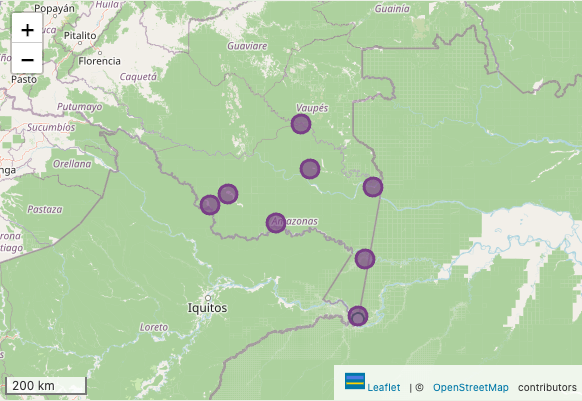 Popayán
Huila
Guainía
+
Pitalito
Guaviare
−
Florencia
Pasto
Caquetá
Putumayo
Vaupés
Sucumbíos
Orellana
Pastaza
Amazonas
Iquitos
Loreto
200 km
Leaflet | © OpenStreetMap contributors